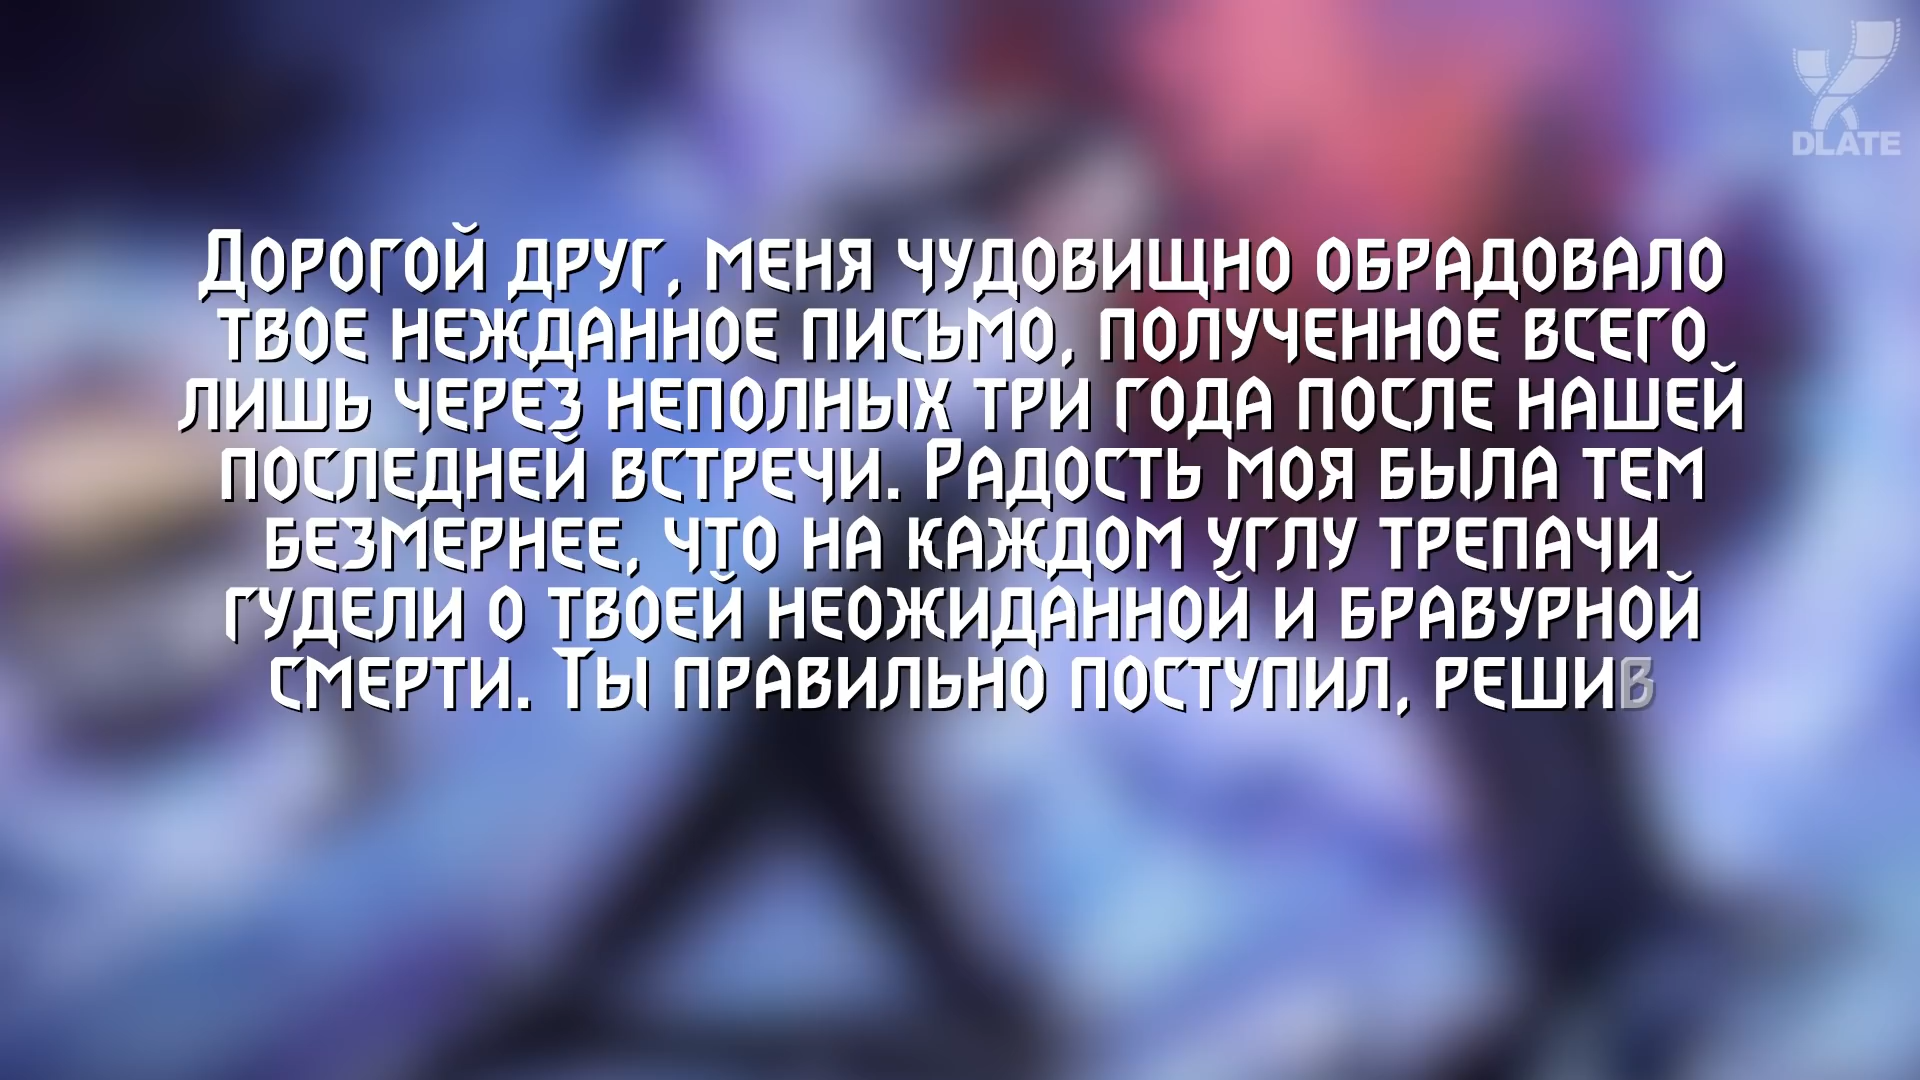 DLATE
Дорогой друг, меня чудовищно обрадовало
твое нежданное письмо, полученное всего
лишь через неполных три года после нашей
последней встречи. Радость моя была тем
безмернее, что на каждом углу трепачи
гудели о твоей неожиданной и бравурной
смерти. Ты правильно поступил, решив